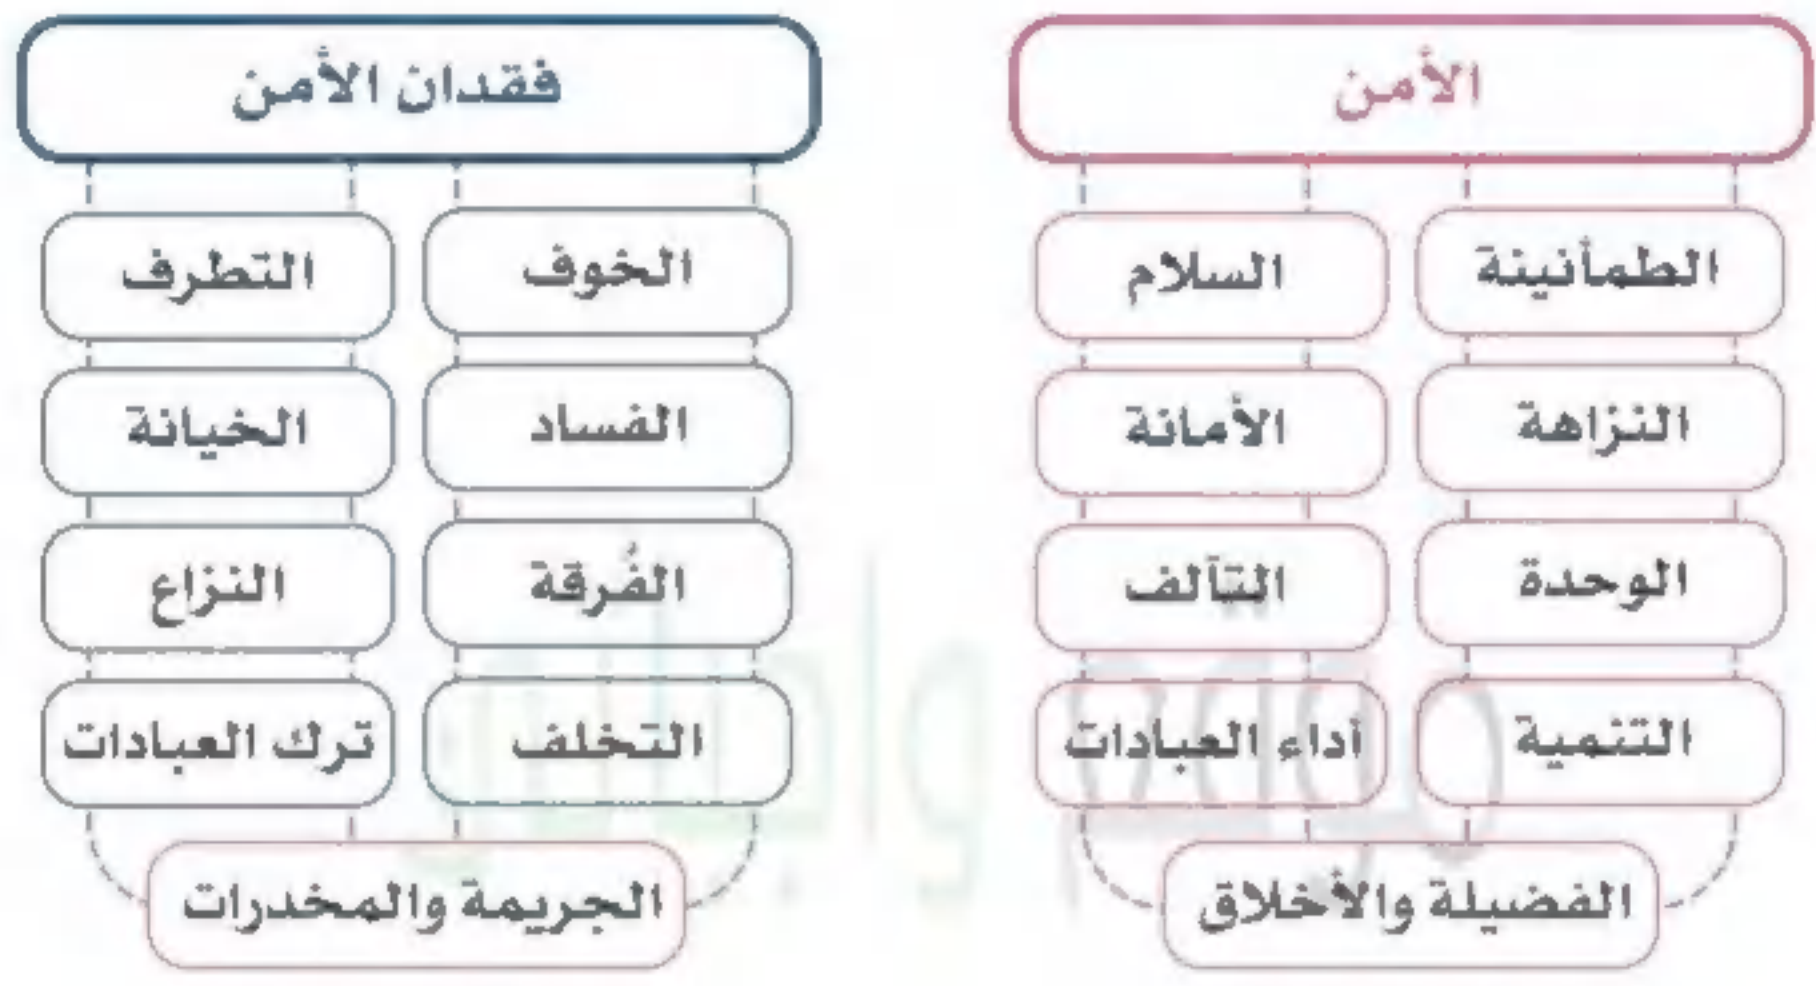 الأمن
الطمأنينة
السلام
النزاهة
الأمانة
الوحدة
التآلف
التنمية
أداء العبادات
الفضيلة والأخلاق
فقدان الأمن
الخوف
التطرف
الفساد
الخيانة
الفُرقة
النزاع
التخلف
ترك العبادات
الجريمة والمخدرات